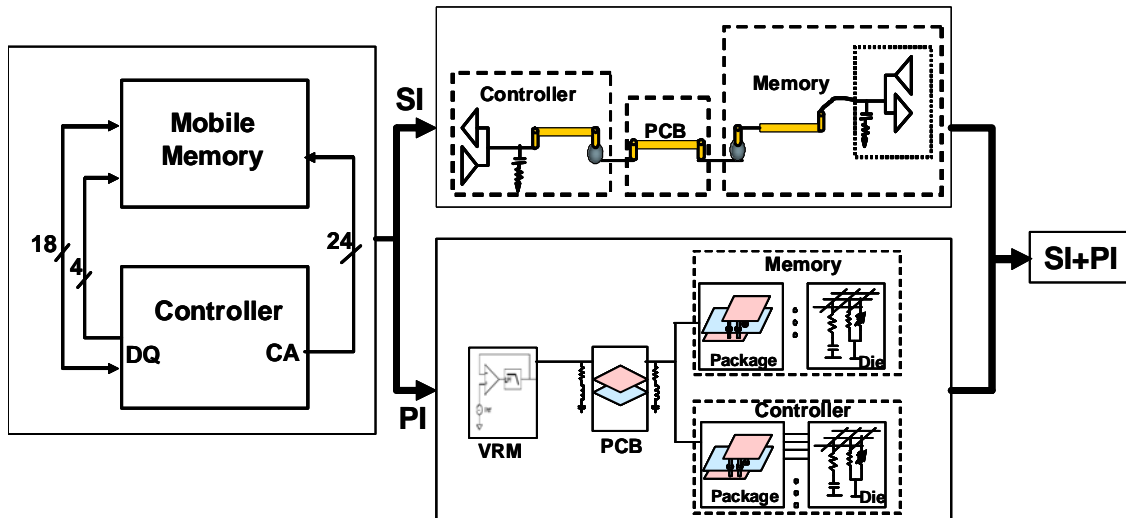 Mobile
Memory
18
4
24
Controller
DQ
CA
SI
PI
Controller
PCB
Memory
VRM
PCB
Memory
Package
Die
Controller
Package
Die
SI+PI